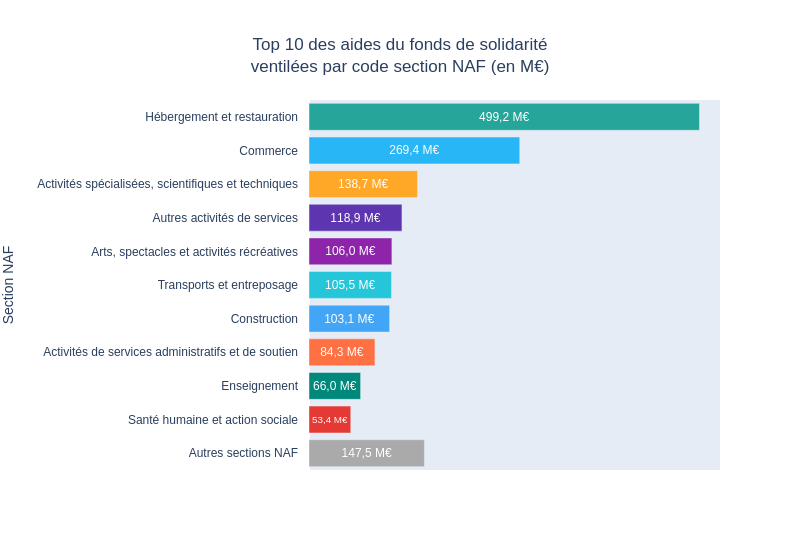 Top 10 des aides du fonds de solidarité
ventilées par code section NAF (en M€)
Section NAF
Hébergement et restauration 499,2 M€
Commerce 269,4 M€
Activités spécialisées, scientifiques et techniques 138,7 M€
Autres activités de services 118,9 M€
Arts, spectacles et activités récréatives 106,0 M€
Transports et entreposage 105,5 M€
Construction 103,1 M€
Activités de services administratifs et de soutien 84,3 M€
Enseignement 66,0 M€
Santé humaine et action sociale 53,4 M€
Autres sections NAF 147,5 M€